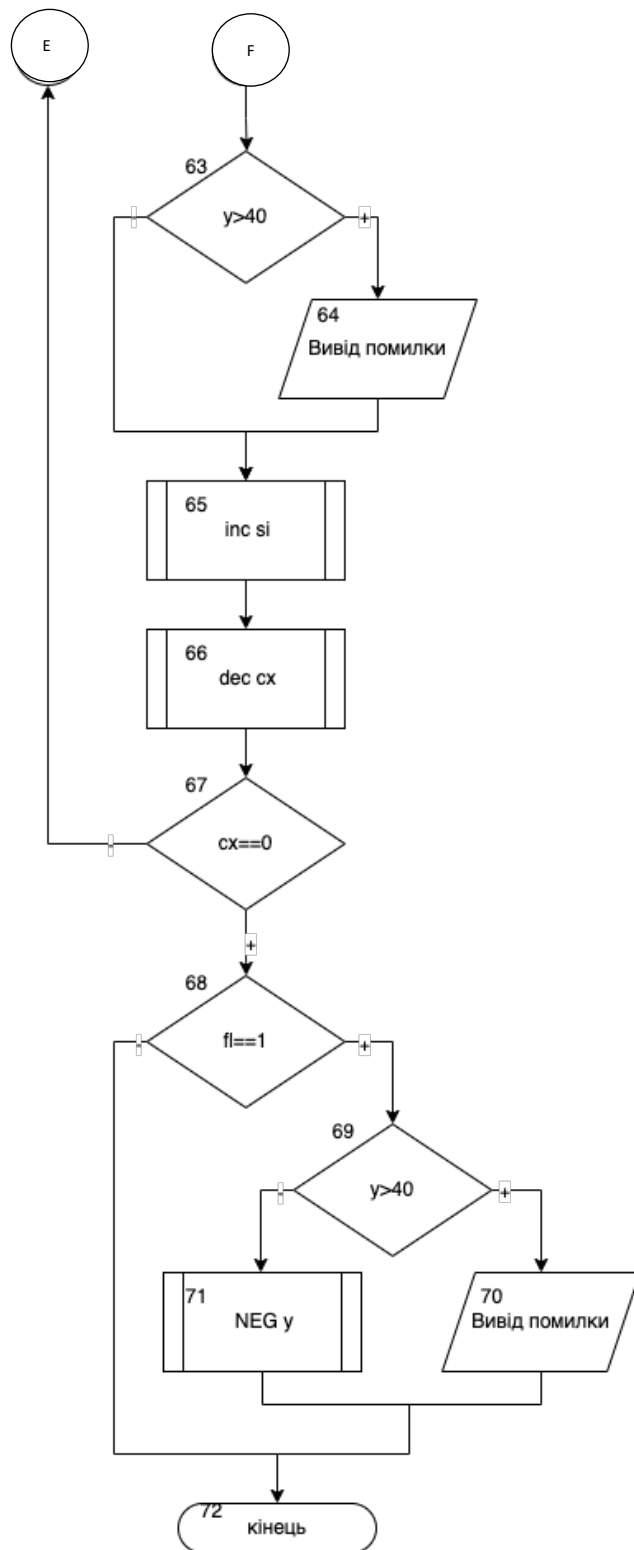 E
F
63
y>40
-
+
64
Вивід помилки
65
inc si
66
dec cx
67
cx==0
-
+
68
fl==1
-
+
69
y>40
-
+
71
NEG y
70
Вивід помилки
72
кінець